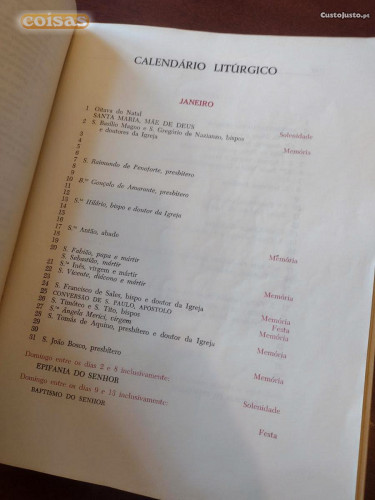 coisas
CustoJusto.pt
CALENDÁRIO LITÚRGICO
JANEIRO
1 Oitava do Natal
SANTA MARIA, MÃE DE DEUS Solenidade
2 S. Basílio Magno e S. Gregório de Nazianzo, bispos
e doutores da Igreja Memória
3
4
5
6
7 S. Raimundo de Penaforte, presbítero
8
9
10 B.to Gonçalo de Amarante, presbítero
11
12
13 S.to Hilário, bispo e doutor da Igreja
14
15
16
17 S.to Antão, abade Memória
18
19
20 S. Fabião, papa e mártir
S. Sebastião, mártir
21 S.ta Inês, virgem e mártir Memória
22 S. Vicente, diácono e mártir
23
24 S. Francisco de Sales, bispo e doutor da Igreja Memória
25 CONVERSÃO DE S. PAULO, APÓSTOLO Festa
26 S. Timóteo e S. Tito, bispos Memória
27 S.ta Ângela Merici, virgem
28 S. Tomás de Aquino, presbítero e doutor da Igreja Memória
29
30
31 S. João Bosco, presbítero Memória
Domingo entre os dias 2 e 8 inclusivamente:
EPIFANIA DO SENHOR Solenidade
Domingo entre os dias 9 e 13 inclusivamente:
BAPTISMO DO SENHOR Festa